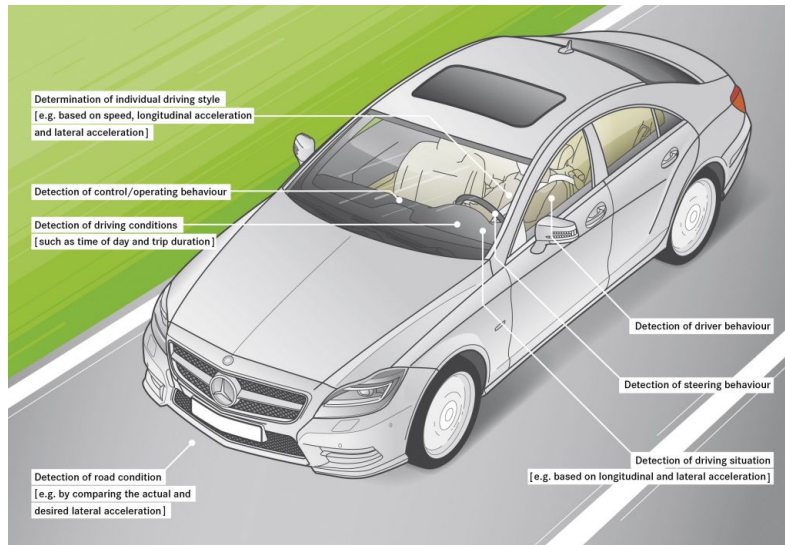 Determination of individual driving style
[e.g. based on speed, longitudinal acceleration
and lateral acceleration]
Detection of control/operating behaviour
Detection of driving conditions
[such as time of day and trip duration]
Detection of driver behaviour
Detection of steering behaviour
Detection of driving situation
[e.g. based on longitudinal and lateral acceleration]
Detection of road condition
[e.g. by comparing the actual and
desired lateral acceleration]